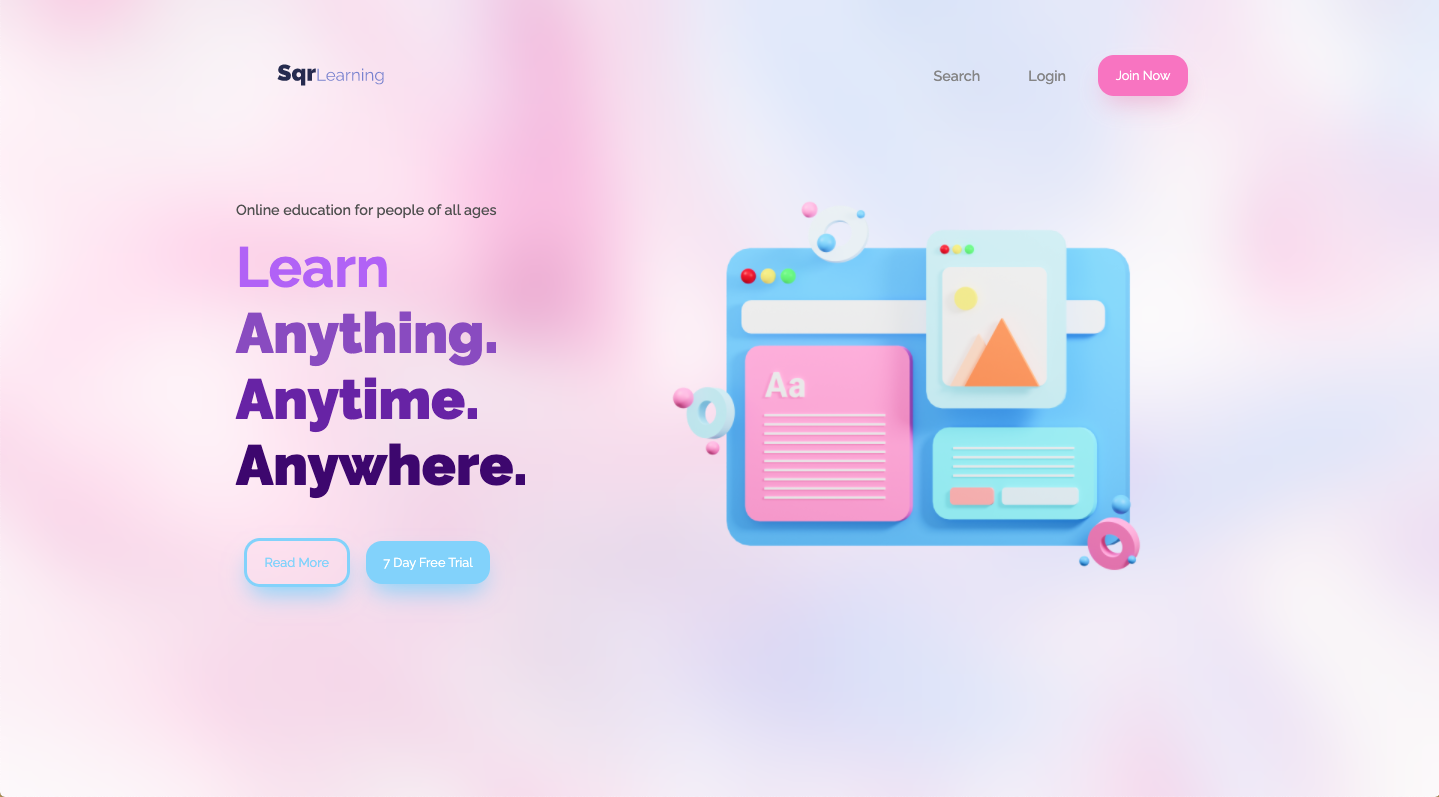 SqrLearning
Search
Login
Join Now
Online education for people of all ages
Learn
Anything.
Anytime.
Anywhere.
Read More
7 Day Free Trial
Aa